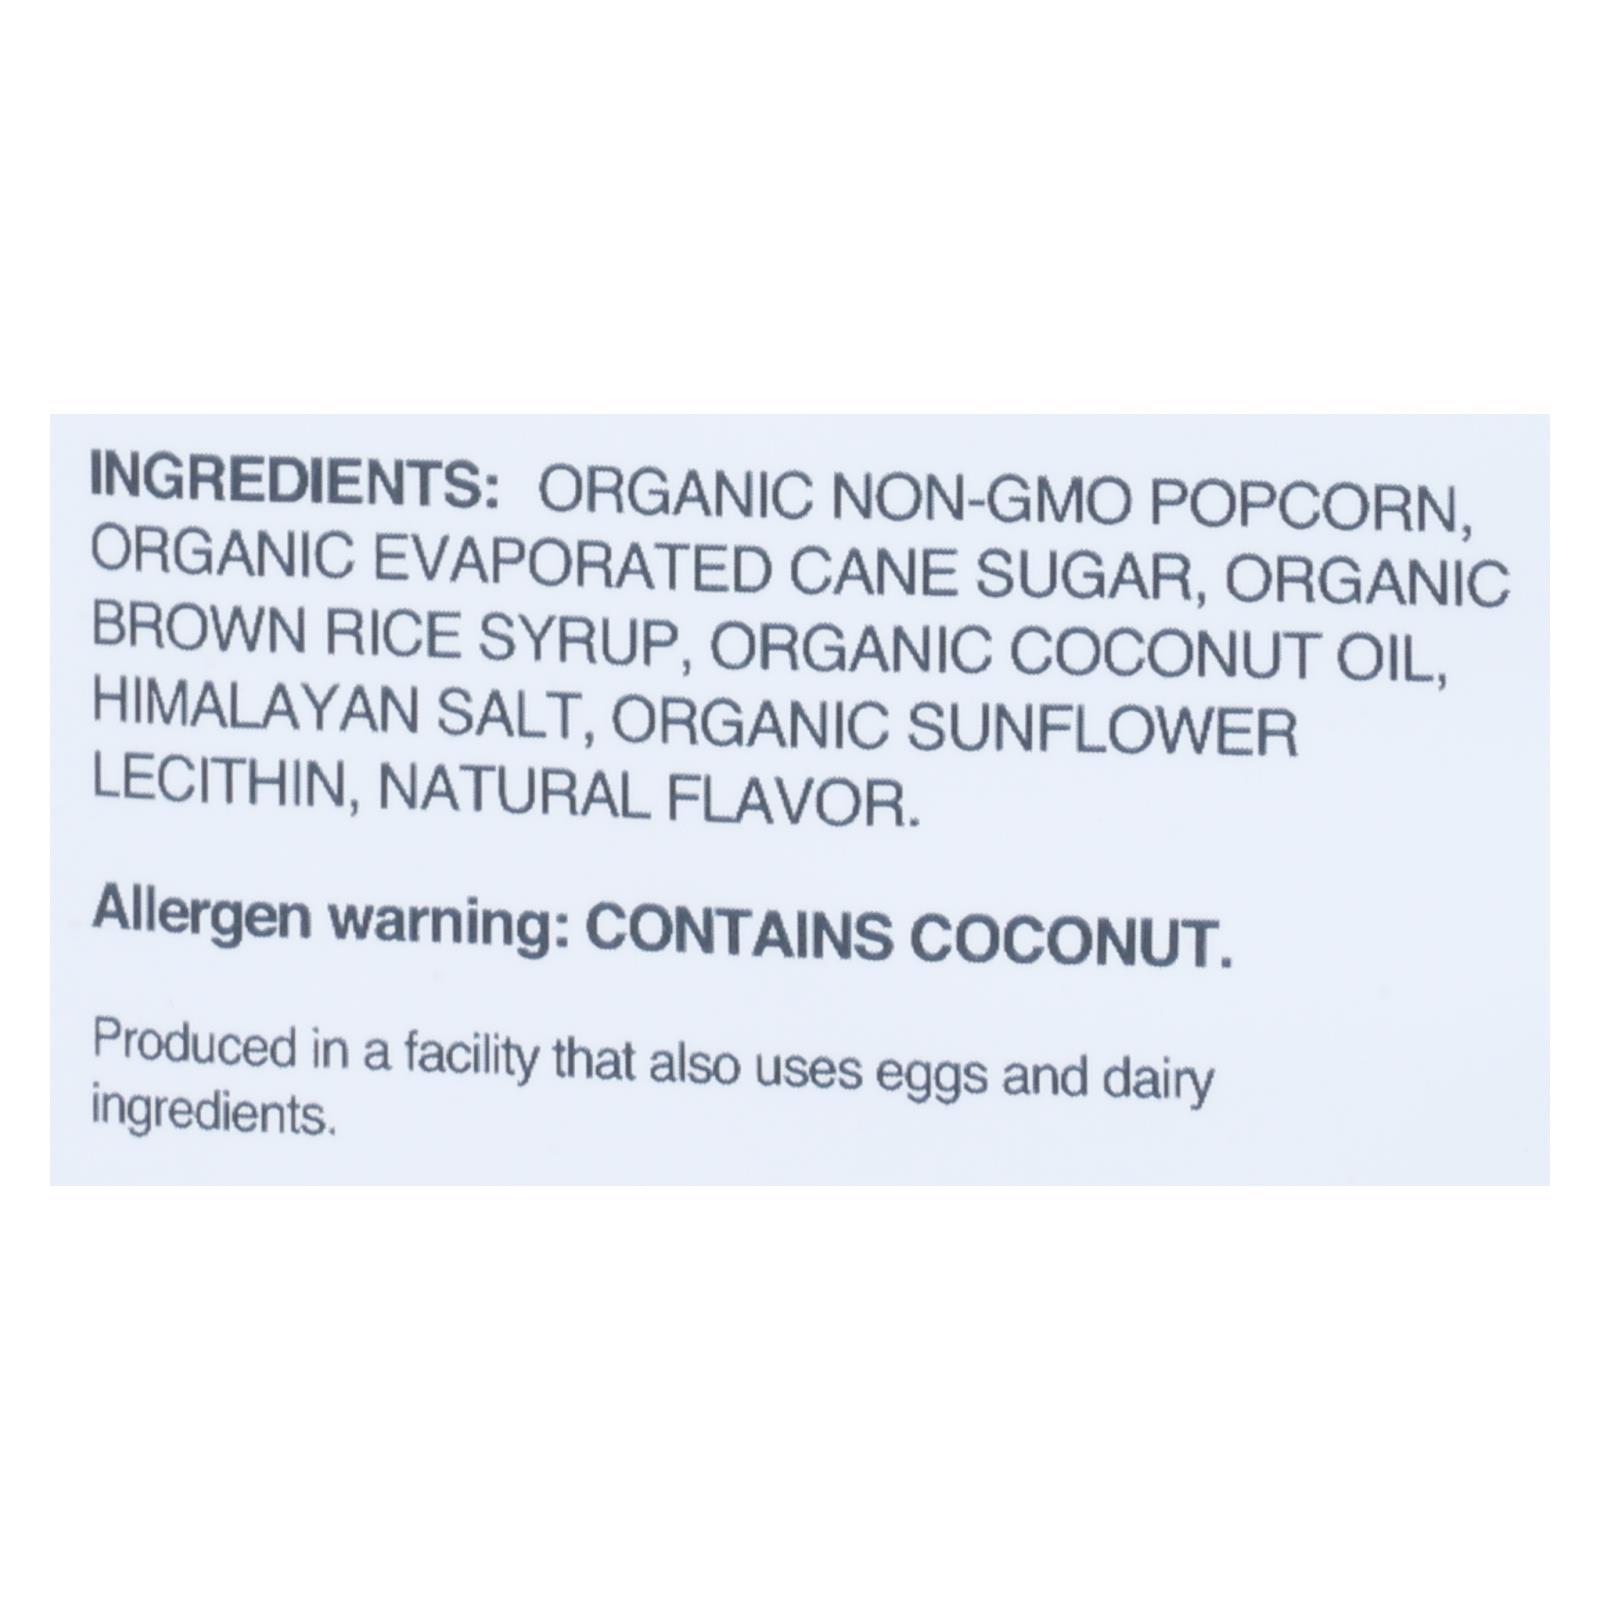 INGREDIENTS: ORGANIC NON-GMO POPCORN,
ORGANIC EVAPORATED CANE SUGAR, ORGANIC
BROWN RICE SYRUP, ORGANIC COCONUT OIL,
HIMALAYAN SALT, ORGANIC SUNFLOWER
LECITHIN, NATURAL FLAVOR.
Allergen warning: CONTAINS COCONUT.
Produced in a facility that also uses eggs and dairy
ingredients.